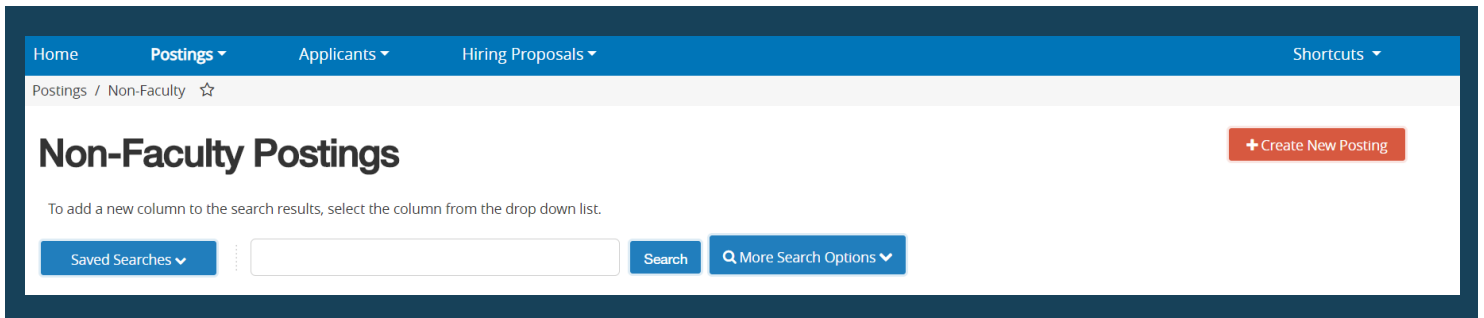 Home Postings Applicants Hiring Proposals Shortcuts
Postings / Non-Faculty
Non-Faculty Postings
+ Create New Posting
To add a new column to the search results, select the column from the drop down list.
Saved Searches Search More Search Options